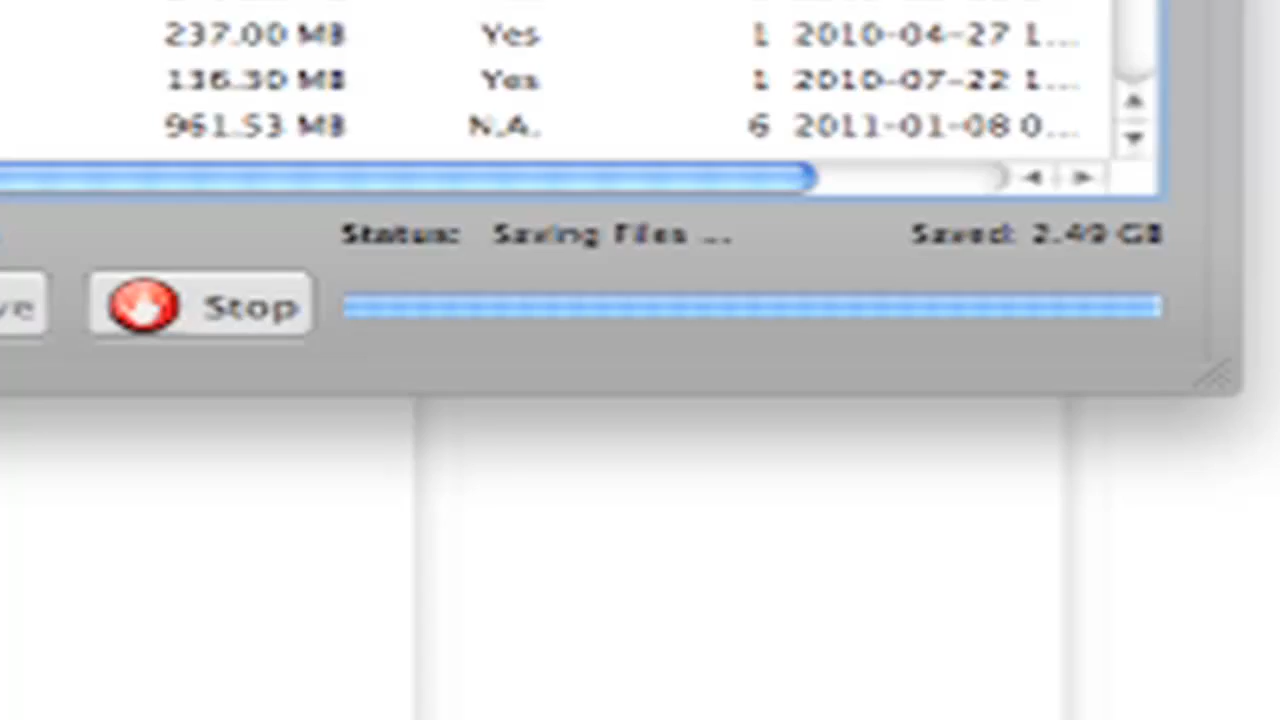 237.00 MB Yes 1 2010-04-27 1...
136.30 MB Yes 1 2010-07-22 1...
961.53 MB N.A. 6 2011-01-08 0...
Status: Saving Files ... Saved: 2.49 GB
ve Stop